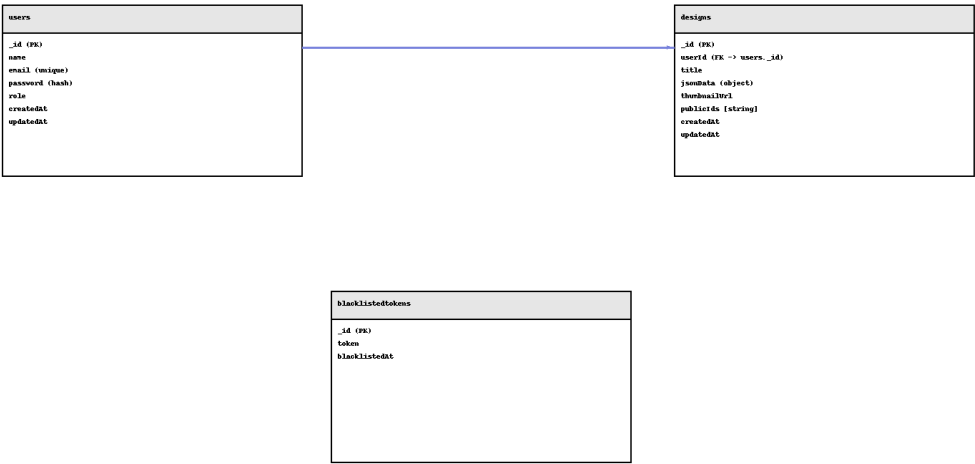 users
_id (PK)
name
email (unique)
password (hash)
role
createdAt
updatedAt
designs
_id (PK)
userId (FK -> users._id)
title
jsonData (object)
thumbnailUrl
publicIds [string]
createdAt
updatedAt
blacklistedtokens
_id (PK)
token
blacklistedAt